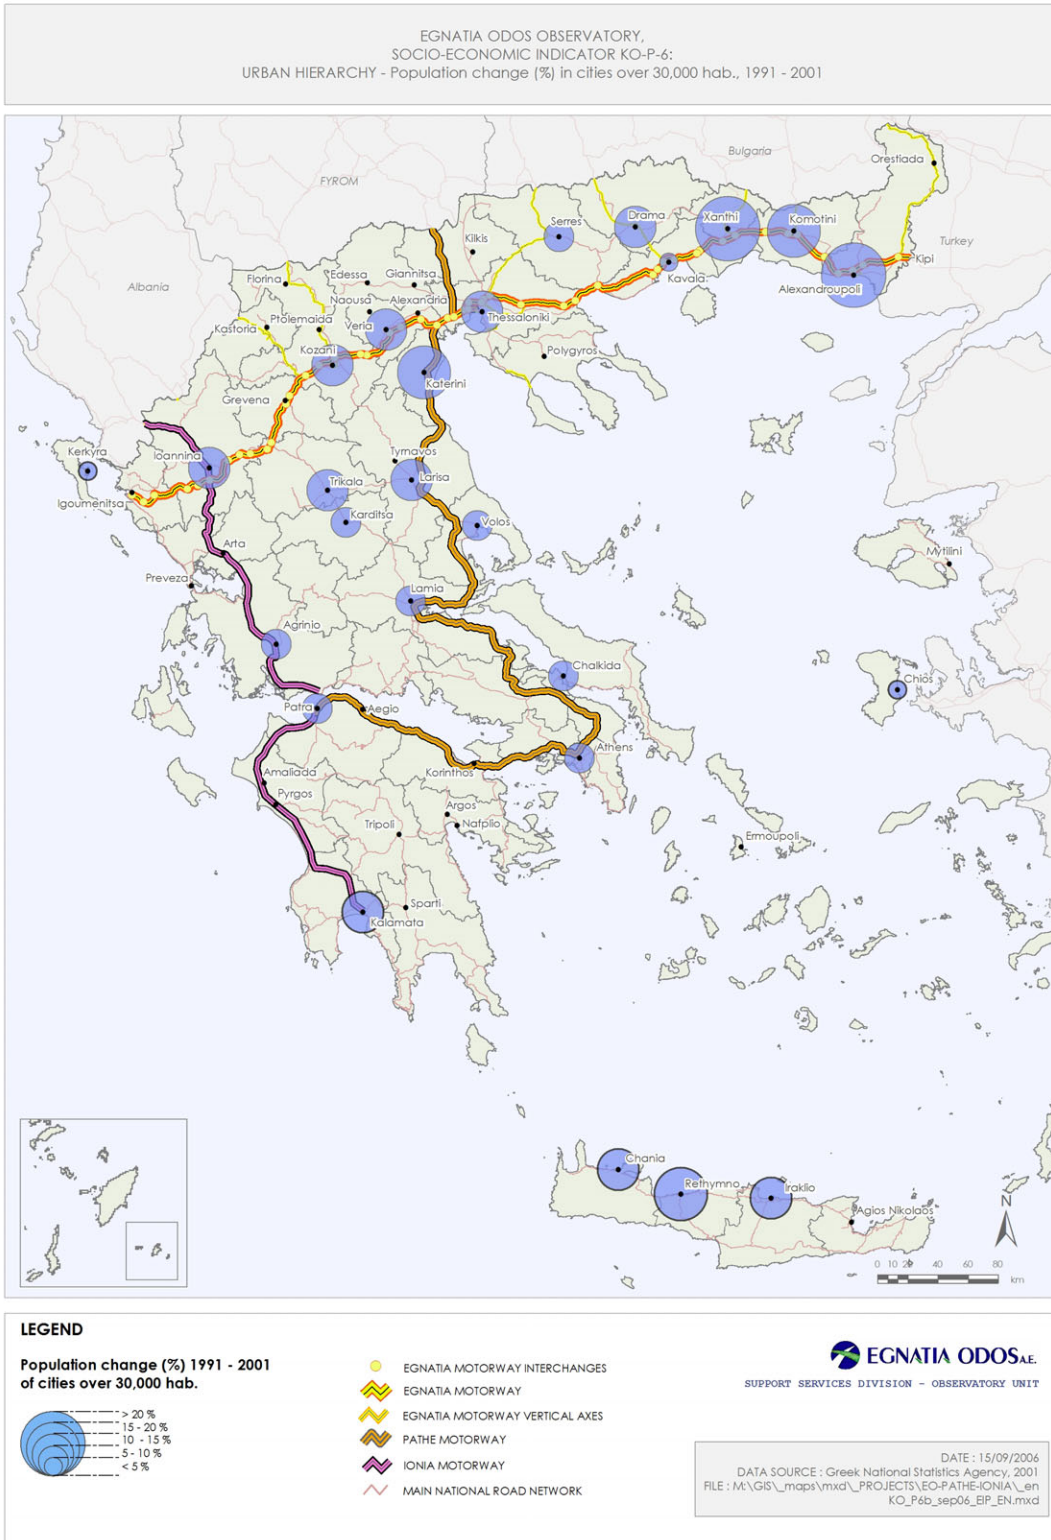 EGNATIA ODOS OBSERVATORY,
SOCIO-ECONOMIC INDICATOR KO-P-6:
URBAN HIERARCHY - Population change (%) in cities over 30,000 hab., 1991 - 2001
Bulgaria
Orestiada
FYROM
Serres
Drama
Xanthi
Komotini
Kilkis
Turkey
Kipi
Albania
Florina
Edessa
Giannitsa
Kavala
Alexandroupoli
Naousa
Alexandria
Kastoria
Ptolemaida
Veria
Thessaloniki
Kozani
Polygyros
Katerini
Grevena
Kerkyra
Ioannina
Tyrnavos
Trikala
Larisa
Igoumenitsa
Karditsa
Volos
Arta
Mytilini
Preveza
Lamia
Agrinio
Chalkida
Chios
Patra
Aegio
Athens
Korinthos
Amaliada
Pyrgos
Argos
Nafplio
Tripoli
Ermoupoli
Sparti
Kalamata
Chania
Rethymno
Iraklio
Agios Nikolaos
N
0 10 20 40 60 80
km
LEGEND
Population change (%) 1991 - 2001
of cities over 30,000 hab.
> 20 %
15 - 20 %
10 - 15 %
5 - 10 %
< 5 %
EGNATIA MOTORWAY INTERCHANGES
EGNATIA MOTORWAY
EGNATIA MOTORWAY VERTICAL AXES
PATHE MOTORWAY
IONIA MOTORWAY
MAIN NATIONAL ROAD NETWORK
EGNATIA ODOS A.E.
SUPPORT SERVICES DIVISION - OBSERVATORY UNIT
DATE : 15/09/2006
DATA SOURCE : Greek National Statistics Agency, 2001
FILE : M:\GIS\_maps\mxd\_PROJECTS\EO-PATHE-IONIA\_en
KO_P6b_sep06_EIP_EN.mxd